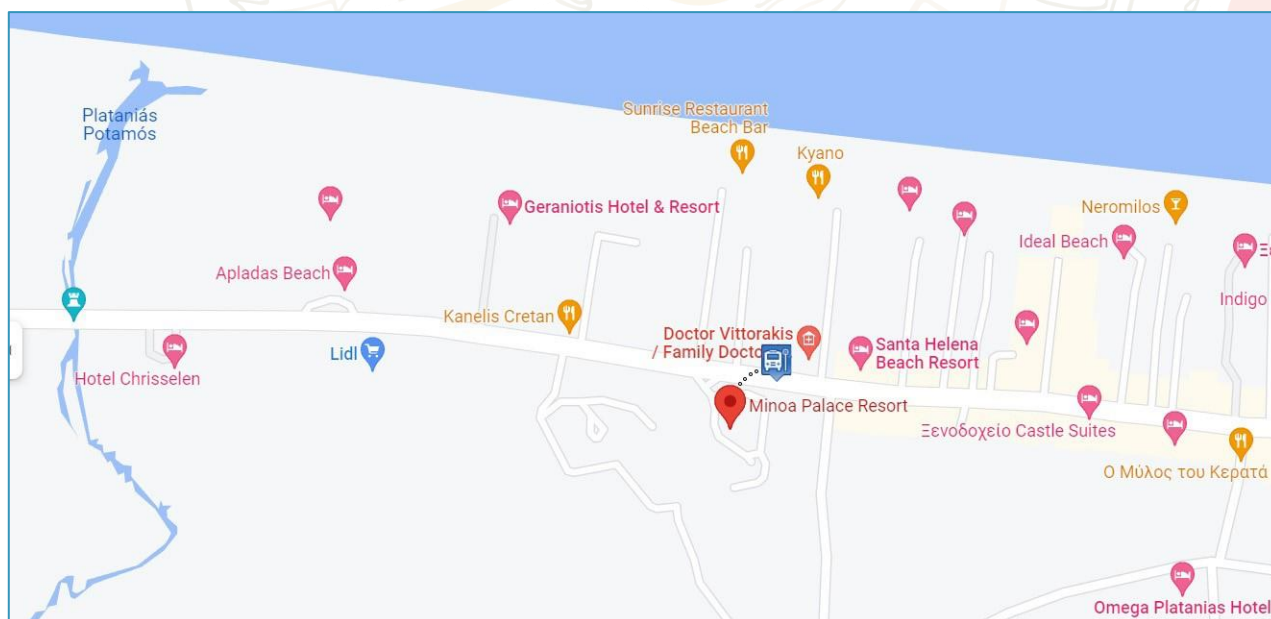 Plataniás
Potamós
Sunrise Restaurant
Beach Bar
Kyano
Geraniotis Hotel & Resort
Neromilos
Ideal Beach
Apladas Beach
Indigo
Kanelis Cretan
Doctor Vittorakis
/ Family Docto
Lidl
Santa Helena
Beach Resort
Hotel Chrisselen
Minoa Palace Resort
Ξενοδοχείο Castle Suites
Ο Μύλος του Κερατά
Omega Platanias Hotel